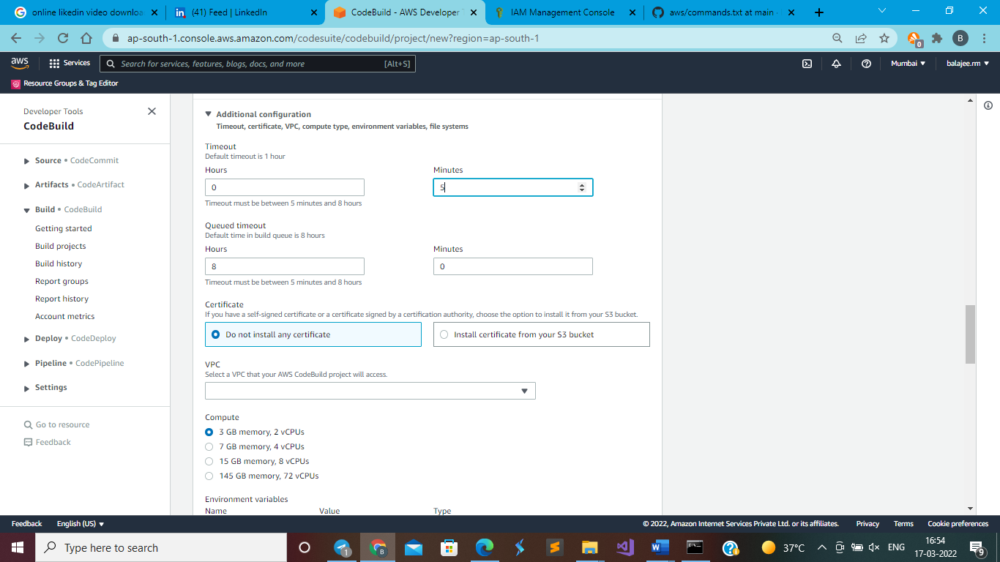 online likedin video downloa
(41) Feed | LinkedIn
CodeBuild - AWS Developer T
IAM Management Console
aws/commands.txt at main ·
ap-south-1.console.aws.amazon.com/codesuite/codebuild/project/new?region=ap-south-1
0
B
aws
Services
Search for services, features, blogs, docs, and more
[Alt+S]
Mumbai
balajee.rm
Resource Groups & Tag Editor
Developer Tools
CodeBuild
Source • CodeCommit
Artifacts • CodeArtifact
Build • CodeBuild
Getting started
Build projects
Build history
Report groups
Report history
Account metrics
Deploy • CodeDeploy
Pipeline • CodePipeline
Settings
Go to resource
Feedback
Additional configuration
Timeout, certificate, VPC, compute type, environment variables, file systems
Timeout
Default timeout is 1 hour
Hours
Minutes
0
5
Timeout must be between 5 minutes and 8 hours
Queued timeout
Default time in build queue is 8 hours
Hours
Minutes
8
0
Timeout must be between 5 minutes and 8 hours
Certificate
If you have a self-signed certificate or a certificate signed by a certification authority, choose the option to install it from your S3 bucket.
Do not install any certificate
Install certificate from your S3 bucket
VPC
Select a VPC that your AWS CodeBuild project will access.
Compute
3 GB memory, 2 vCPUs
7 GB memory, 4 vCPUs
15 GB memory, 8 vCPUs
145 GB memory, 72 vCPUs
Environment variables
Name
Value
Type
Feedback
English (US)
© 2022, Amazon Internet Services Private Ltd. or its affiliates.
Privacy
Terms
Cookie preferences
Type here to search
1
B
37°C
ENG
16:54
17-03-2022
9